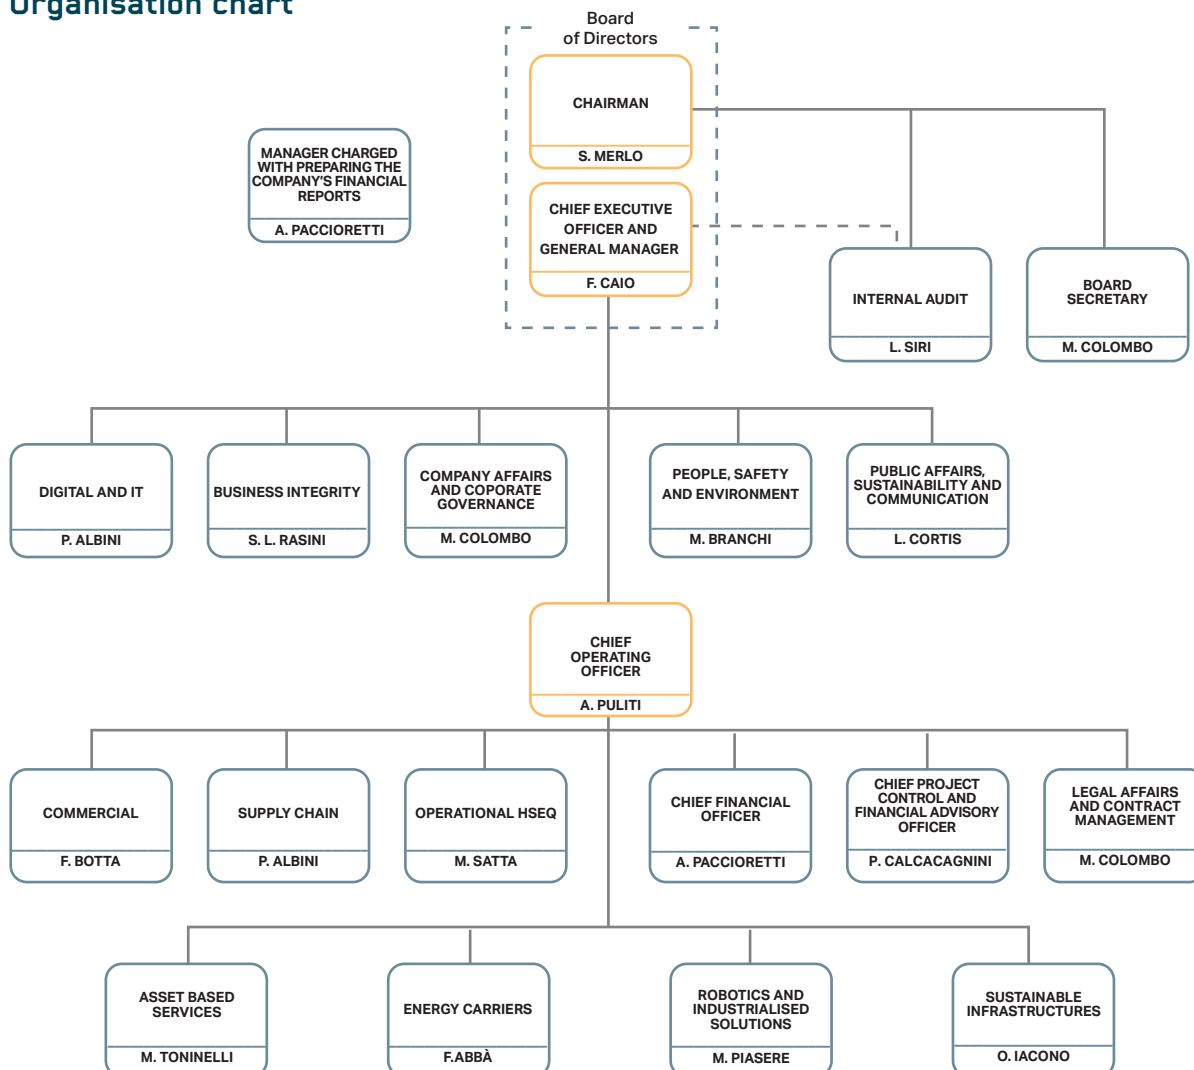 Organisation chart
Board
of Directors
CHAIRMAN
S. MERLO
MANAGER CHARGED
WITH PREPARING THE
COMPANY'S FINANCIAL
REPORTS
A. PACCIORETTI
CHIEF EXECUTIVE
OFFICER AND
GENERAL MANAGER
F. CAIO
INTERNAL AUDIT
L. SIRI
BOARD
SECRETARY
M. COLOMBO
DIGITAL AND IT
P. ALBINI
BUSINESS INTEGRITY
S. L. RASINI
COMPANY AFFAIRS
AND COPORATE
GOVERNANCE
M. COLOMBO
PEOPLE, SAFETY
AND ENVIRONMENT
M. BRANCHI
PUBLIC AFFAIRS,
SUSTAINABILITY AND
COMMUNICATION
L. CORTIS
CHIEF
OPERATING
OFFICER
A. PULITI
COMMERCIAL
F. BOTTA
SUPPLY CHAIN
P. ALBINI
OPERATIONAL HSEQ
M. SATTA
CHIEF FINANCIAL
OFFICER
A. PACCIORETTI
CHIEF PROJECT
CONTROL AND
FINANCIAL ADVISORY
OFFICER
P. CALCACAGNINI
LEGAL AFFAIRS
AND CONTRACT
MANAGEMENT
M. COLOMBO
ASSET BASED
SERVICES
M. TONINELLI
ENERGY CARRIERS
F.ABBÀ
ROBOTICS AND
INDUSTRIALISED
SOLUTIONS
M. PIASERE
SUSTAINABLE
INFRASTRUCTURES
O. IACONO